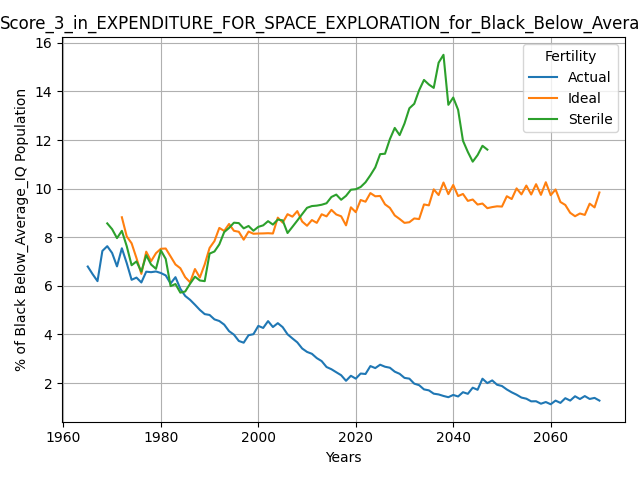 Score_3_in_EXPENDITURE_FOR_SPACE_EXPLORATION_for_Black_Below_Avera
16
14
12
10
8
6
4
2
% of Black Below_Average_IQ Population
Fertility
Actual
Ideal
Sterile
1960 1980 2000 2020 2040 2060
Years